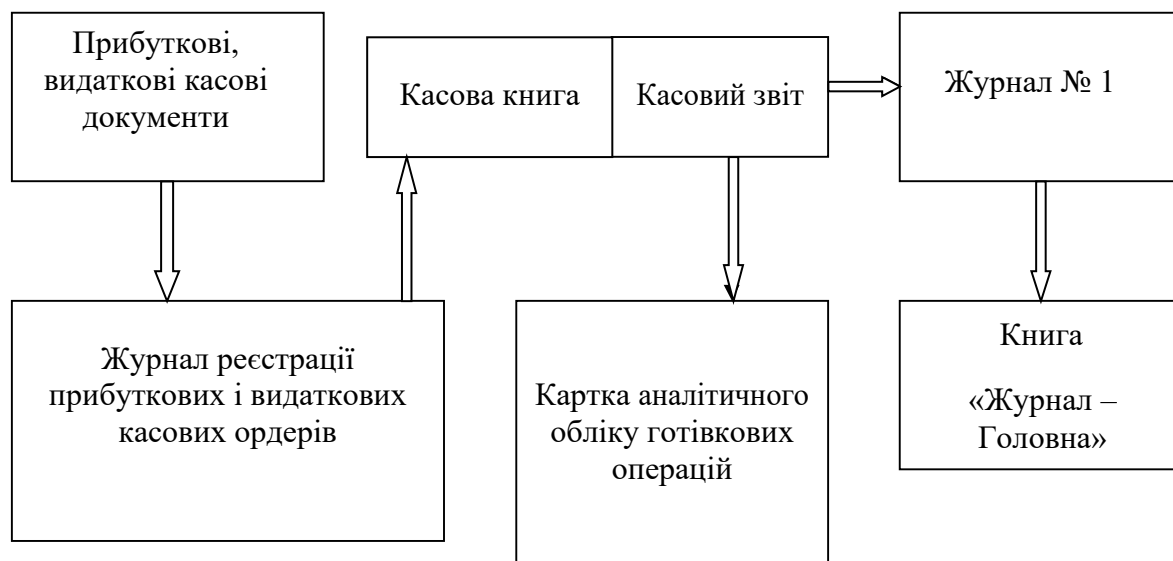 Прибуткові,
видаткові касові
документи
Касова книга
Касовий звіт
Журнал № 1
Журнал реєстрації
прибуткових і видаткових
касових ордерів
Картка аналітичного
обліку готівкових
операцій
Книга
«Журнал –
Головна»